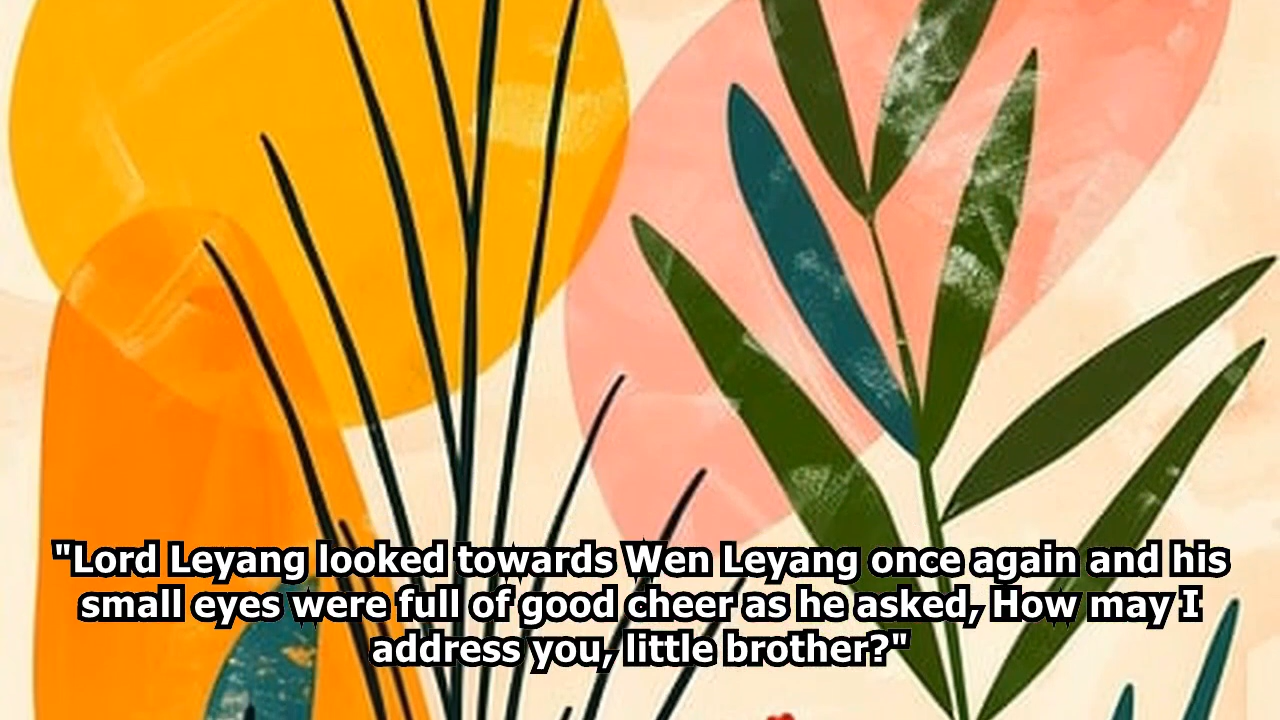 "Lord Leyang looked towards Wen Leyang once again and his
small eyes were full of good cheer as he asked, How may I
address you, little brother?"